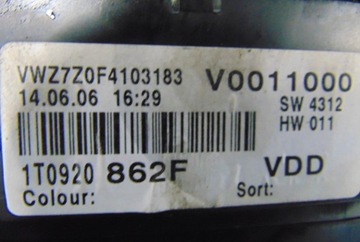 VWZ7Z0F4103183 V0011000
14.06.06 16:29 SW 4312
HW 011
1T0920 862F VDD
Colour: Sort: